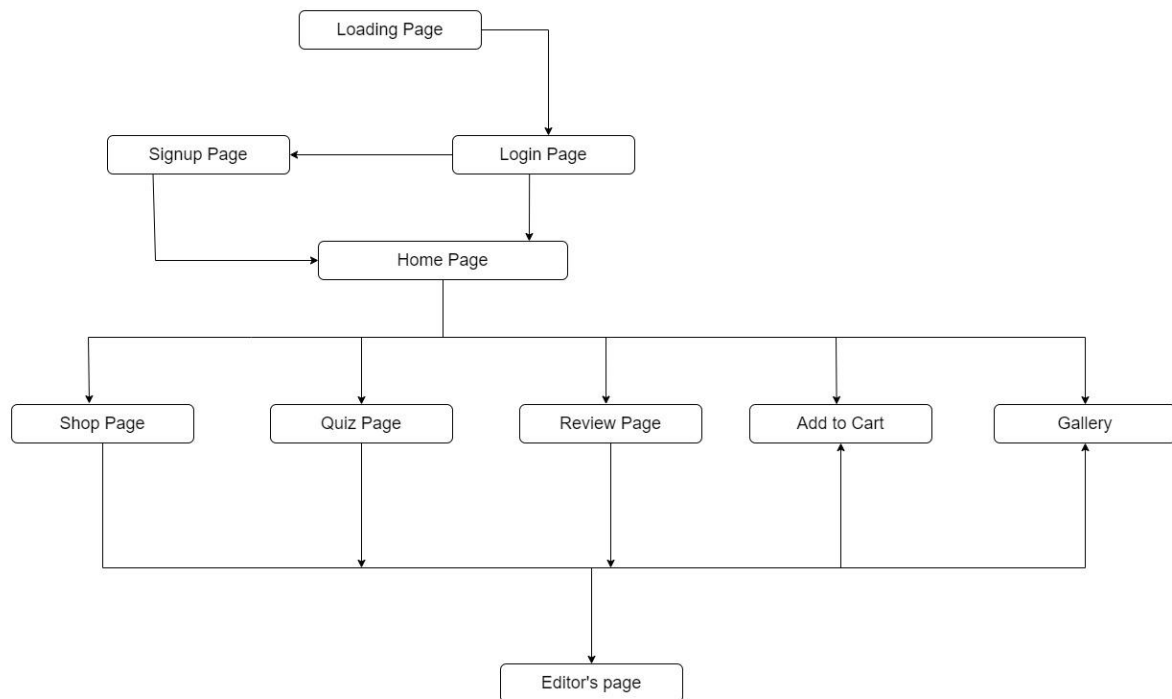 Loading Page
Signup Page
Login Page
Home Page
Shop Page
Quiz Page
Review Page
Add to Cart
Gallery
Editor's page